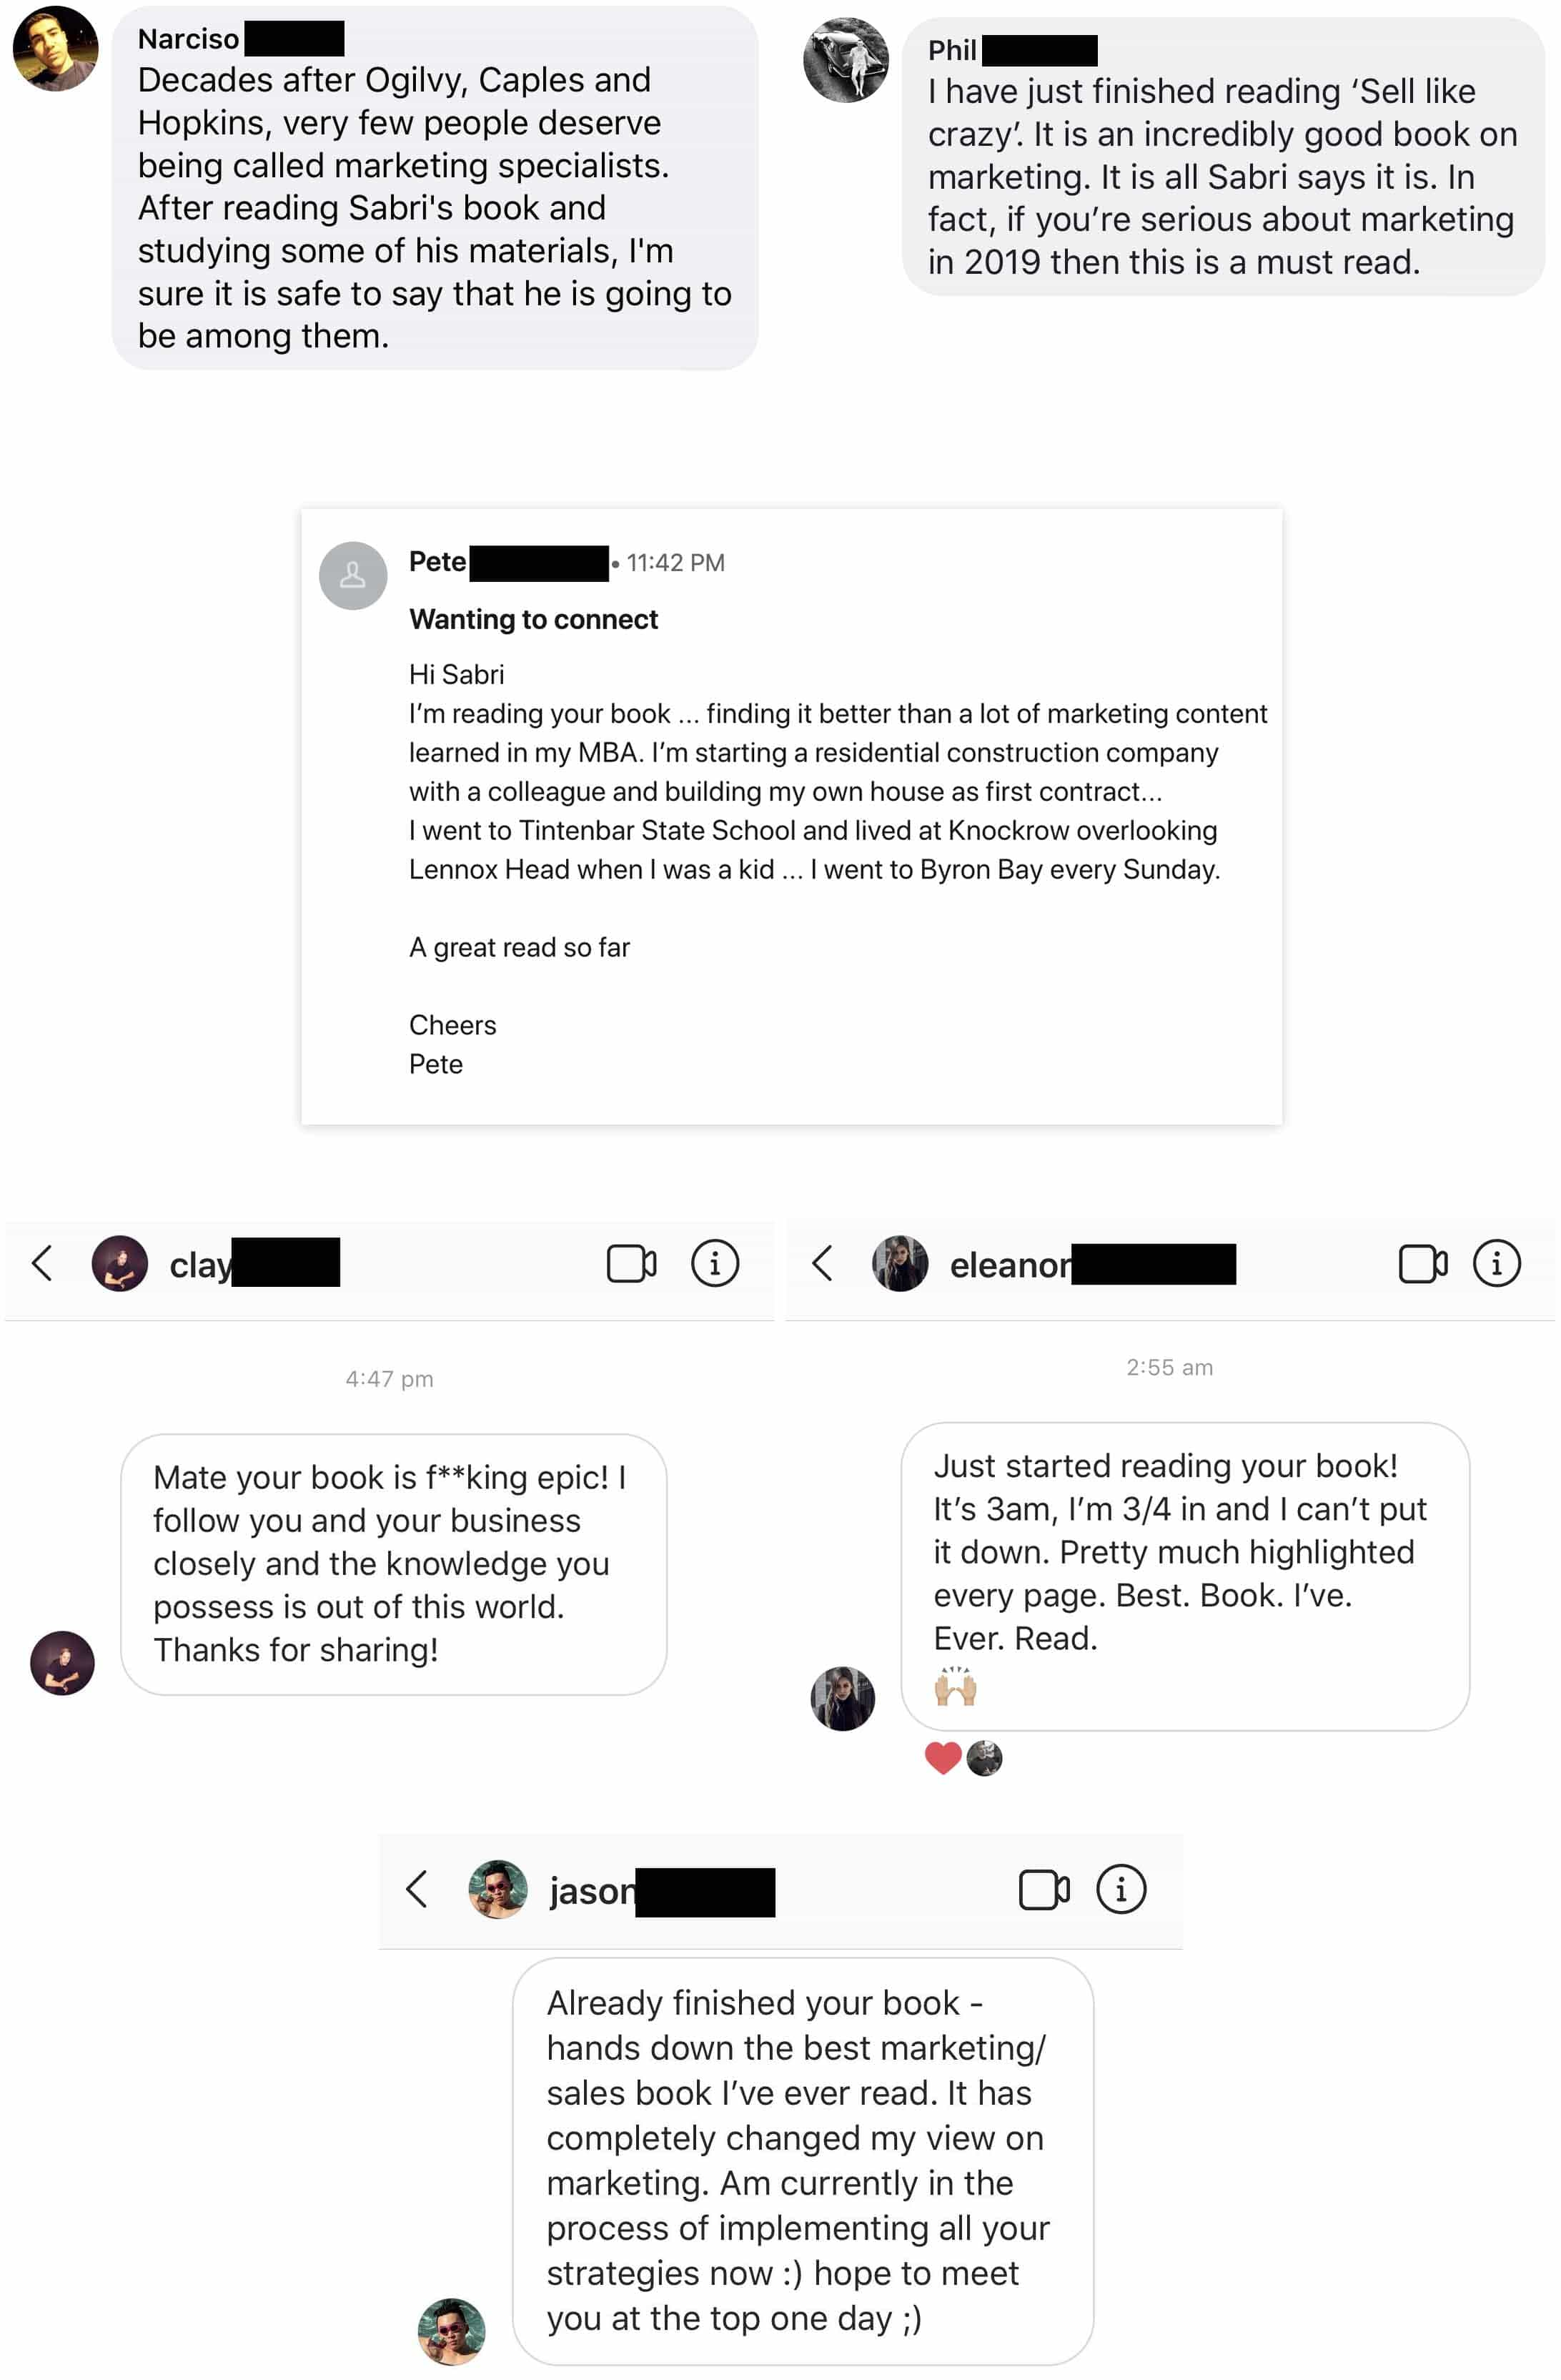 Narciso
Decades after Ogilvy, Caples and
Hopkins, very few people deserve
being called marketing specialists.
After reading Sabri's book and
studying some of his materials, I'm
sure it is safe to say that he is going to
be among them.
Phil
I have just finished reading ‘Sell like
crazy’. It is an incredibly good book on
marketing. It is all Sabri says it is. In
fact, if you’re serious about marketing
in 2019 then this is a must read.
Pete • 11:42 PM
Wanting to connect
Hi Sabri
I’m reading your book ... finding it better than a lot of marketing content
learned in my MBA. I’m starting a residential construction company
with a colleague and building my own house as first contract...
I went to Tintenbar State School and lived at Knockrow overlooking
Lennox Head when I was a kid ... I went to Byron Bay every Sunday.
A great read so far
Cheers
Pete
clay
4:47 pm
Mate your book is f**king epic! I
follow you and your business
closely and the knowledge you
possess is out of this world.
Thanks for sharing!
eleanor
2:55 am
Just started reading your book!
It’s 3am, I’m 3/4 in and I can’t put
it down. Pretty much highlighted
every page. Best. Book. I’ve.
Ever. Read.
jason
Already finished your book -
hands down the best marketing/
sales book I’ve ever read. It has
completely changed my view on
marketing. Am currently in the
process of implementing all your
strategies now :) hope to meet
you at the top one day ;)